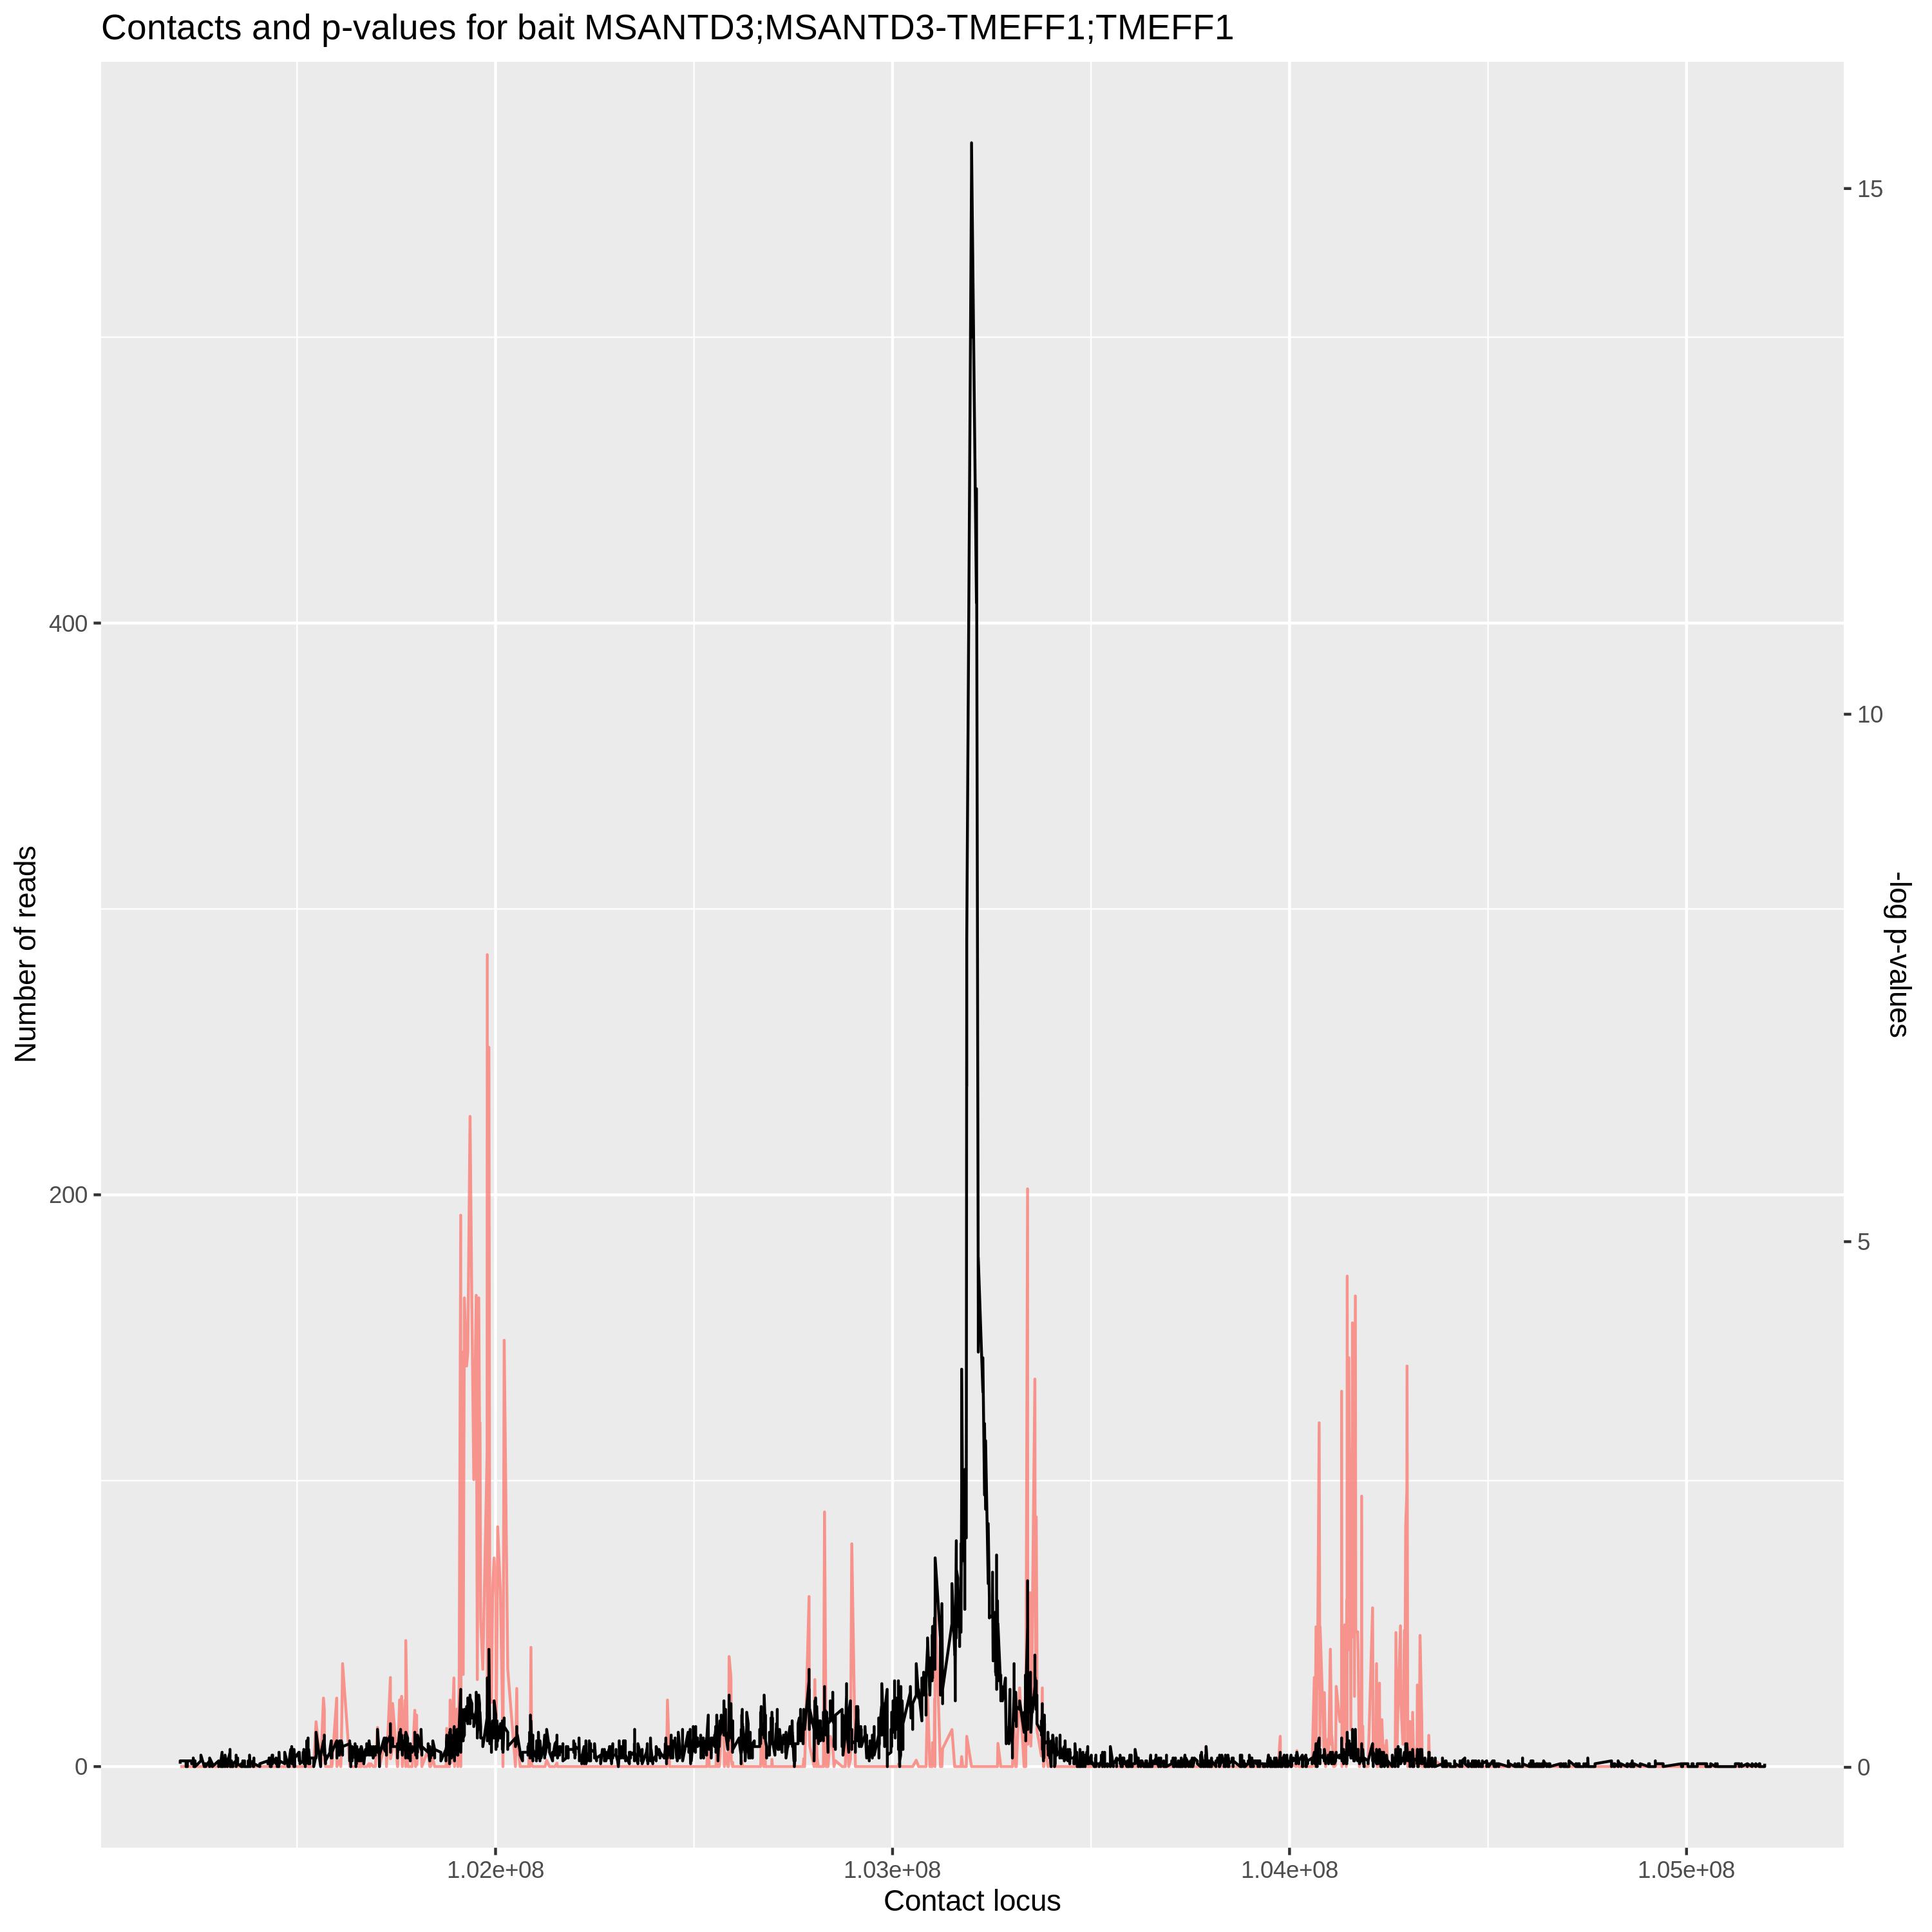 Contacts and p-values for bait MSANTD3;MSANTD3-TMEFF1;TMEFF1
15
400
10
Number of reads
-log p-values
200
5
0
0
1.02e+08
1.03e+08
1.04e+08
1.05e+08
Contact locus